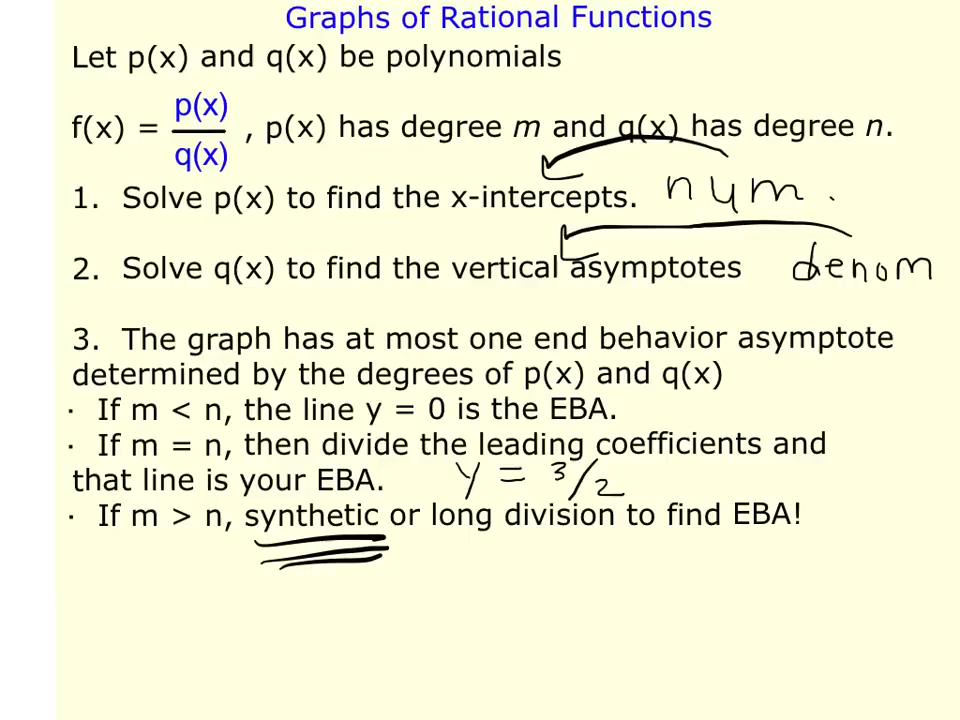 Graphs of Rational Functions
Let p(x) and q(x) be polynomials
f(x) = p(x)/q(x) , p(x) has degree m and q(x) has degree n.
1. Solve p(x) to find the x-intercepts. num.
2. Solve q(x) to find the vertical asymptotes denom
3. The graph has at most one end behavior asymptote
determined by the degrees of p(x) and q(x)
· If m < n, the line y = 0 is the EBA.
· If m = n, then divide the leading coefficients and
that line is your EBA. y = 3/2
· If m > n, synthetic or long division to find EBA!